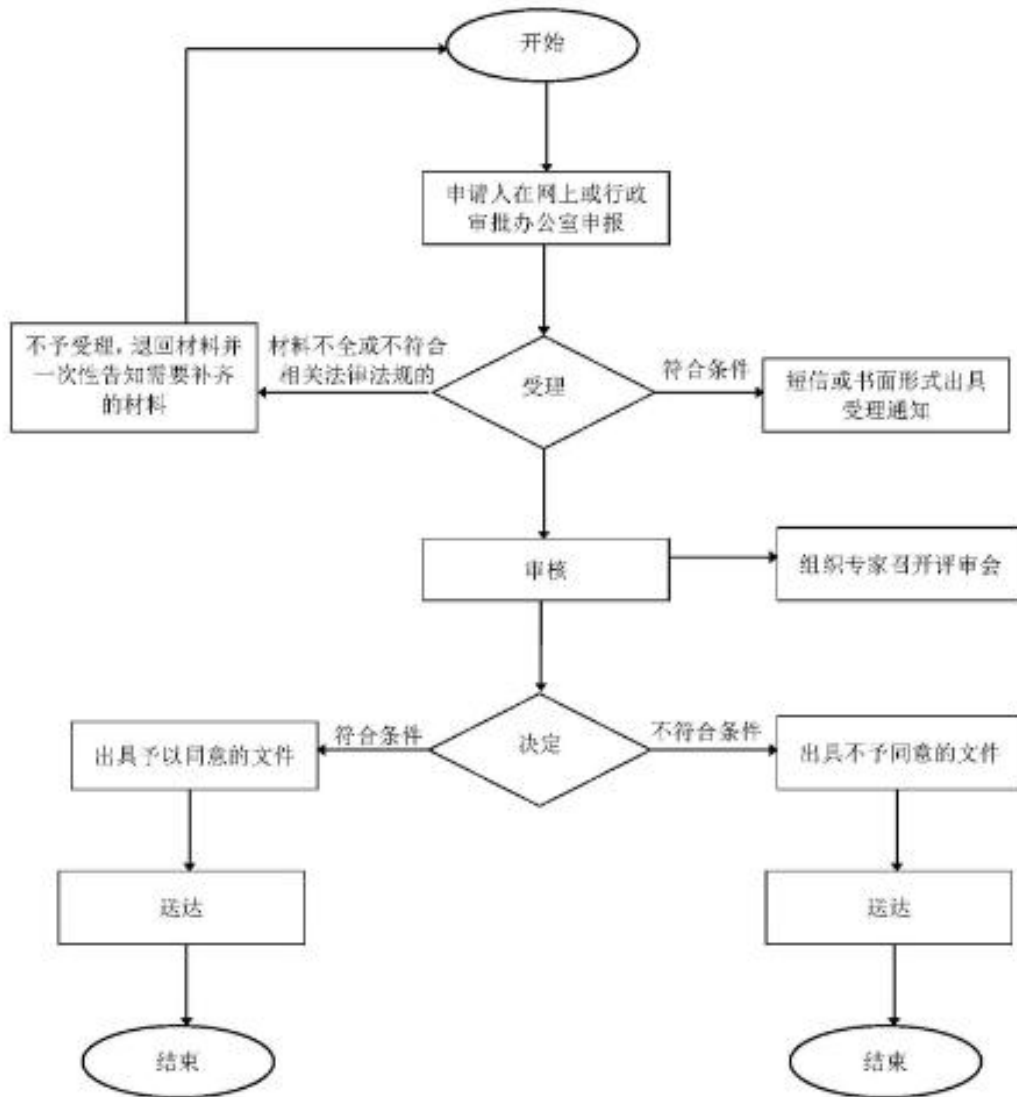 开始
申请人在网上或行政
审批办公室申报
不予受理，退回材料并
一次性告知需要补齐
的材料
材料不全或不符合
相关法律法规的
受理
符合条件
短信或书面形式出具
受理通知
审核
组织专家召开评审会
出具予以同意的文件
符合条件
决定
不符合条件
出具不予同意的文件
送达
送达
结束
结束